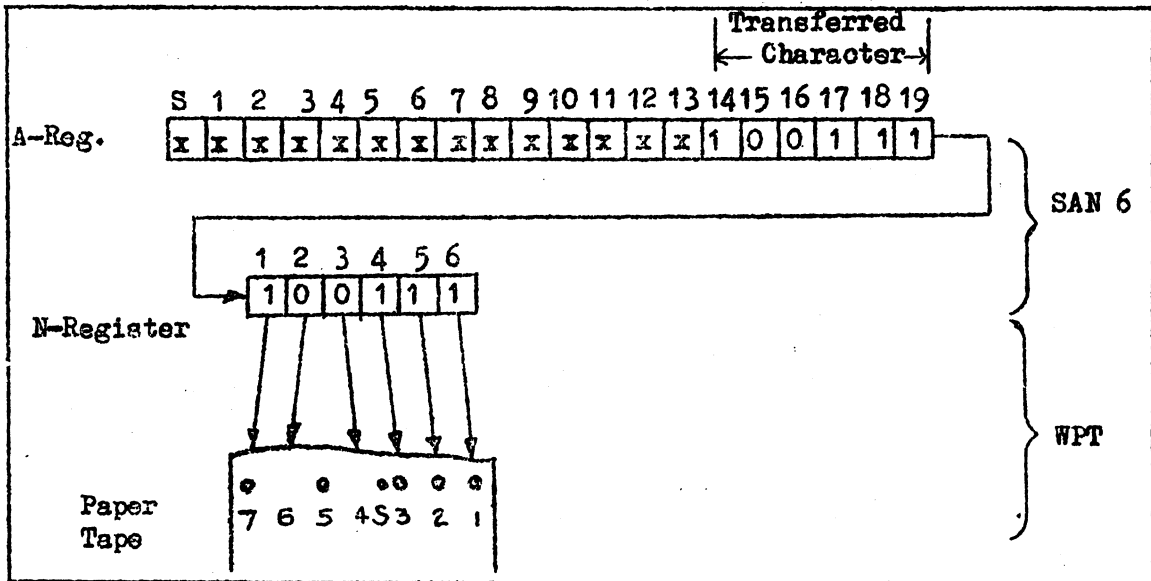 Transferred
Character
S 1 2 3 4 5 6 7 8 9 10 11 12 13 14 15 16 17 18 19
A-Reg.
x x x x x x x x x x x x x x 1 0 0 1 1 1
SAN 6
1 2 3 4 5 6
1 0 0 1 1 1
N-Register
WPT
Paper
Tape
7 6 5 4 S 3 2 1